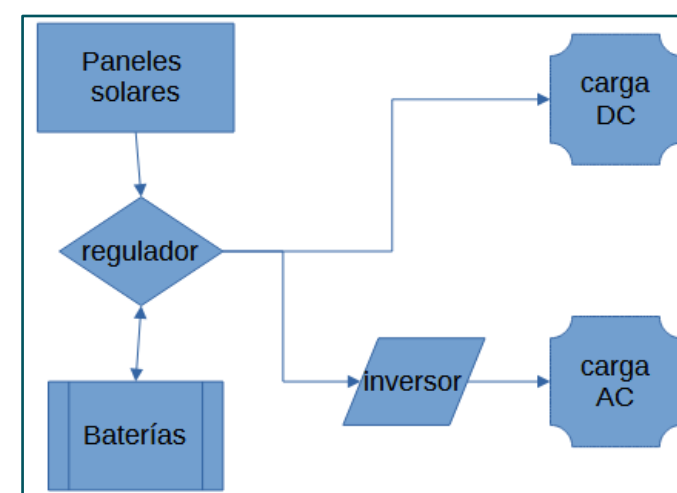 Paneles
solares
carga
DC
regulador
inversor
carga
AC
Baterías